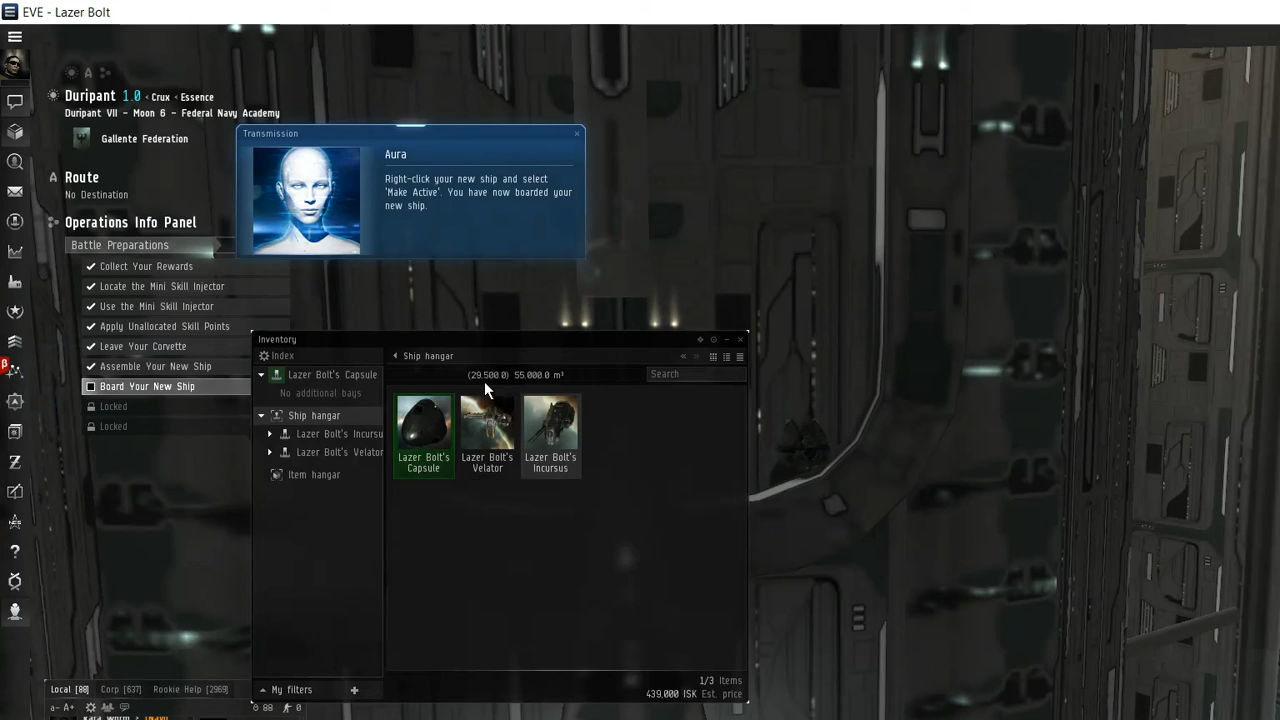 EVE - Lazer Bolt
A
Duripant 1.0 < Crux < Essence
Duripant VII - Moon 6 - Federal Navy Academy
Gallente Federation
A Route
No Destination
Operations Info Panel
Battle Preparations
Collect Your Rewards
Locate the Mini Skill Injector
Use the Mini Skill Injector
Apply Unallocated Skill Points
Leave Your Corvette
Assemble Your New Ship
Board Your New Ship
Locked
Locked
Transmission
Aura
Right-click your new ship and select
'Make Active'. You have now boarded your
new ship.
Inventory
Index
Lazer Bolt's Capsule
No additional bays
Ship hangar
Lazer Bolt's Incursu
Lazer Bolt's Velator
Item hangar
Ship hangar
(29.500.0) 55.000.0 m³
Search
Lazer Bolt's
Capsule
Lazer Bolt's
Velator
Lazer Bolt's
Incursus
My filters
1/3 Items
439.000 ISK Est. price
Local [88]
Corp [637]
Rookie Help [2969]
a- A+
88
0
β
Z
NES
?